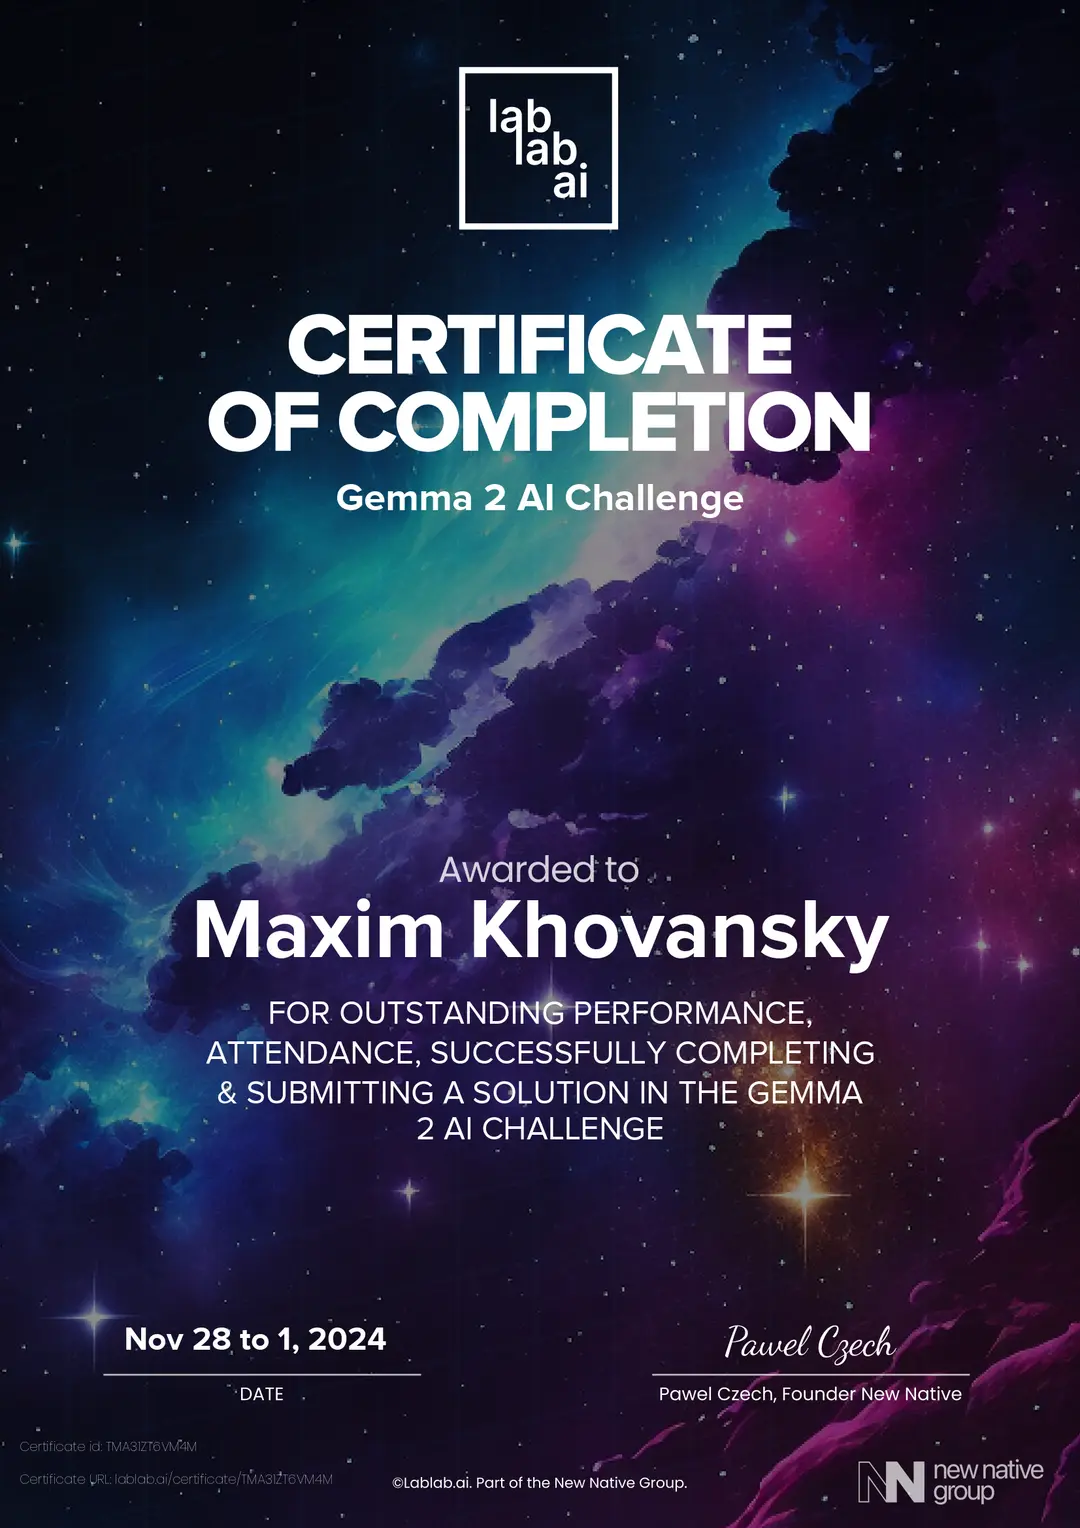 lab
lab
ai
CERTIFICATE
OF COMPLETION
Gemma 2 AI Challenge
Awarded to
Maxim Khovansky
FOR OUTSTANDING PERFORMANCE,
ATTENDANCE, SUCCESSFULLY COMPLETING
& SUBMITTING A SOLUTION IN THE GEMMA
2 AI CHALLENGE
Nov 28 to 1, 2024
DATE
Pawel Czech
Pawel Czech, Founder New Native
Certificate id: TMA31ZT6VM4M
Certificate URL: lablab.ai/certificate/TMA31ZT6VM4M
©Lablab.ai. Part of the New Native Group.
NN new native
group